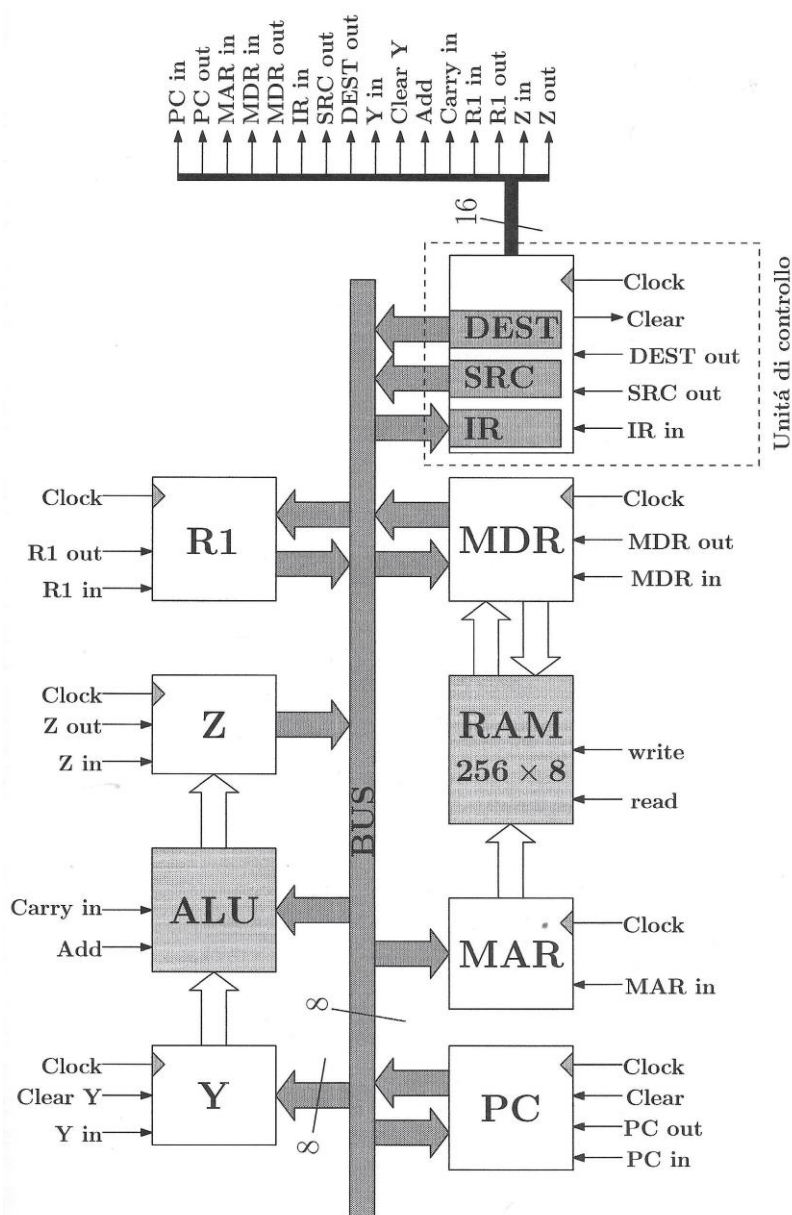 PC in
PC out
MAR in
MDR in
MDR out
IR in
SRC out
DEST out
Y in
Clear Y
Add
Carry in
R1 in
R1 out
Z in
Z out
16
Unitá di controllo
Clock
DEST
Clear
DEST out
SRC
SRC out
IR
IR in
Clock
R1
R1 out
R1 in
Clock
MDR
MDR out
MDR in
Clock
Z
Z out
Z in
RAM
256 × 8
write
read
BUS
Carry in
ALU
Add
Clock
MAR
MAR in
8
8
Clock
Clear Y
Y
Y in
Clock
Clear
PC
PC out
PC in